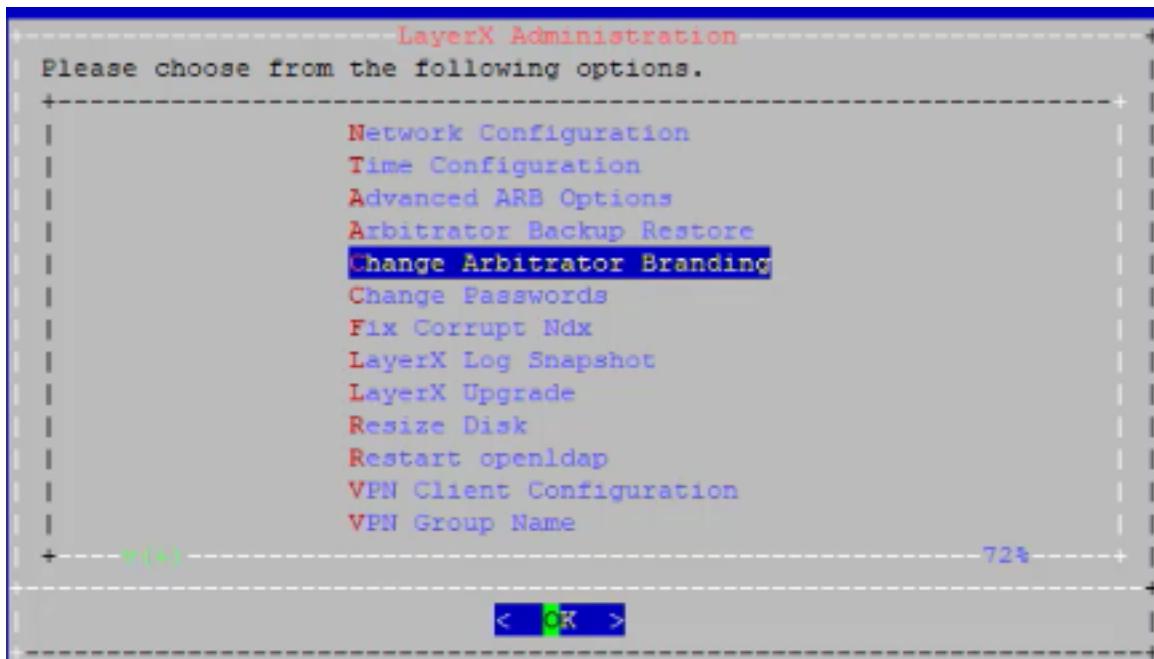 LayerX Administration
Please choose from the following options.
Network Configuration
Time Configuration
Advanced ARB Options
Arbitrator Backup Restore
Change Arbitrator Branding
Change Passwords
Fix Corrupt Ndx
LayerX Log Snapshot
LayerX Upgrade
Resize Disk
Restart openldap
VPN Client Configuration
VPN Group Name
v(+) 72%
< OK >